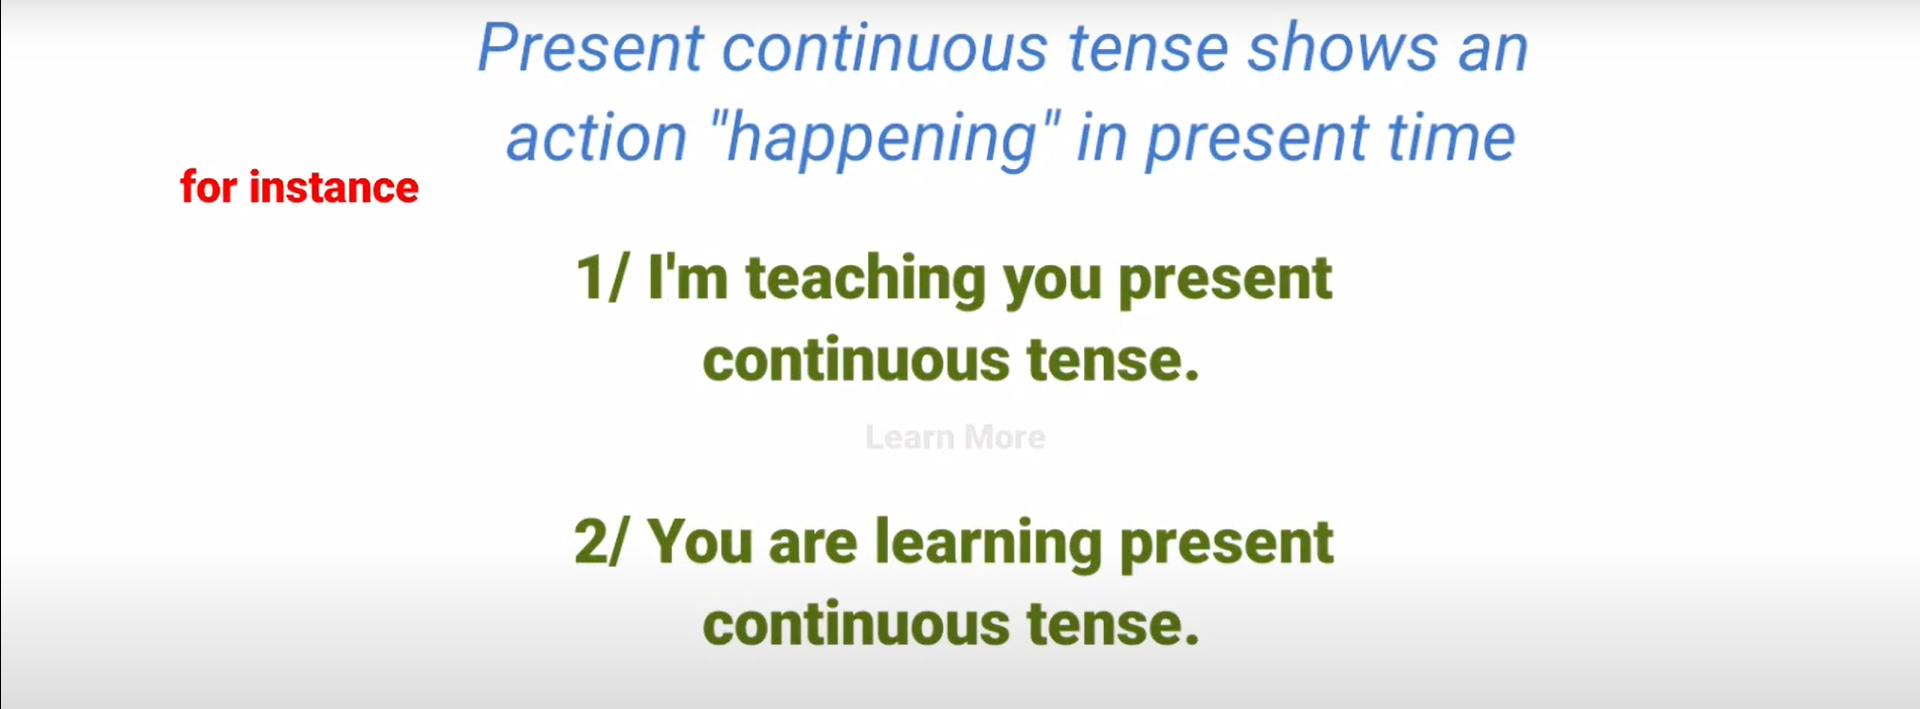 Present continuous tense shows an
action "happening" in present time
for instance
1/ I'm teaching you present
continuous tense.
Learn More
2/ You are learning present
continuous tense.